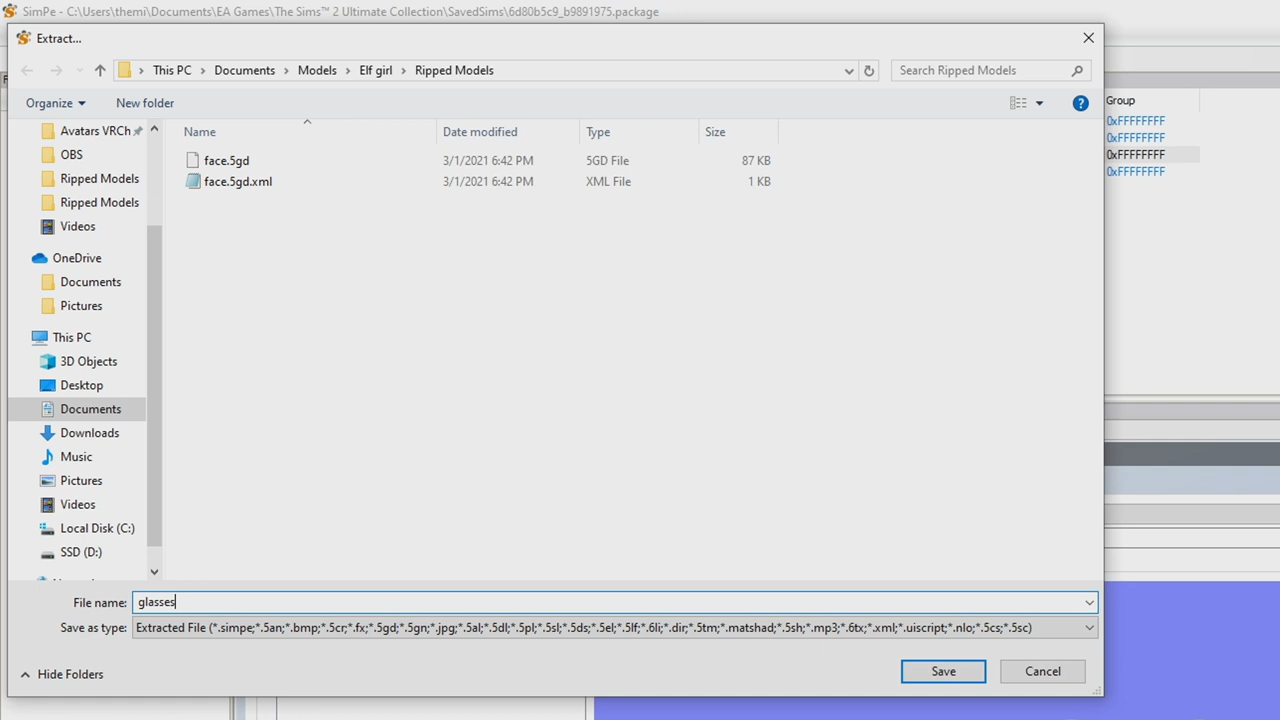 SimPe - C:\Users\themi\Documents\EA Games\The Sims™ 2 Ultimate Collection\SavedSims\6d80b5c9_b9891975.package
Extract...
This PC > Documents > Models > Elf girl > Ripped Models
Search Ripped Models
Organize New folder
?
Group
Name Date modified Type Size
0xFFFFFFFF
0xFFFFFFFF
0xFFFFFFFF
0xFFFFFFFF
face.5gd 3/1/2021 6:42 PM 5GD File 87 KB
face.5gd.xml 3/1/2021 6:42 PM XML File 1 KB
Avatars VRCh
OBS
Ripped Models
Ripped Models
Videos
OneDrive
Documents
Pictures
This PC
3D Objects
Desktop
Documents
Downloads
Music
Pictures
Videos
Local Disk (C:)
SSD (D:)
File name: glasses
Save as type: Extracted File (*.simpe;*.5an;*.bmp;*.5cr;*.fx;*.5gd;*.5gn;*.jpg;*.5al;*.5dl;*.5pl;*.5sl;*.5ds;*.5el;*.5lf;*.6li;*.dir;*.5tm;*.matshad;*.5sh;*.mp3;*.6tx;*.xml;*.uiscript;*.nlo;*.5cs;*.5sc)
Hide Folders
Save
Cancel